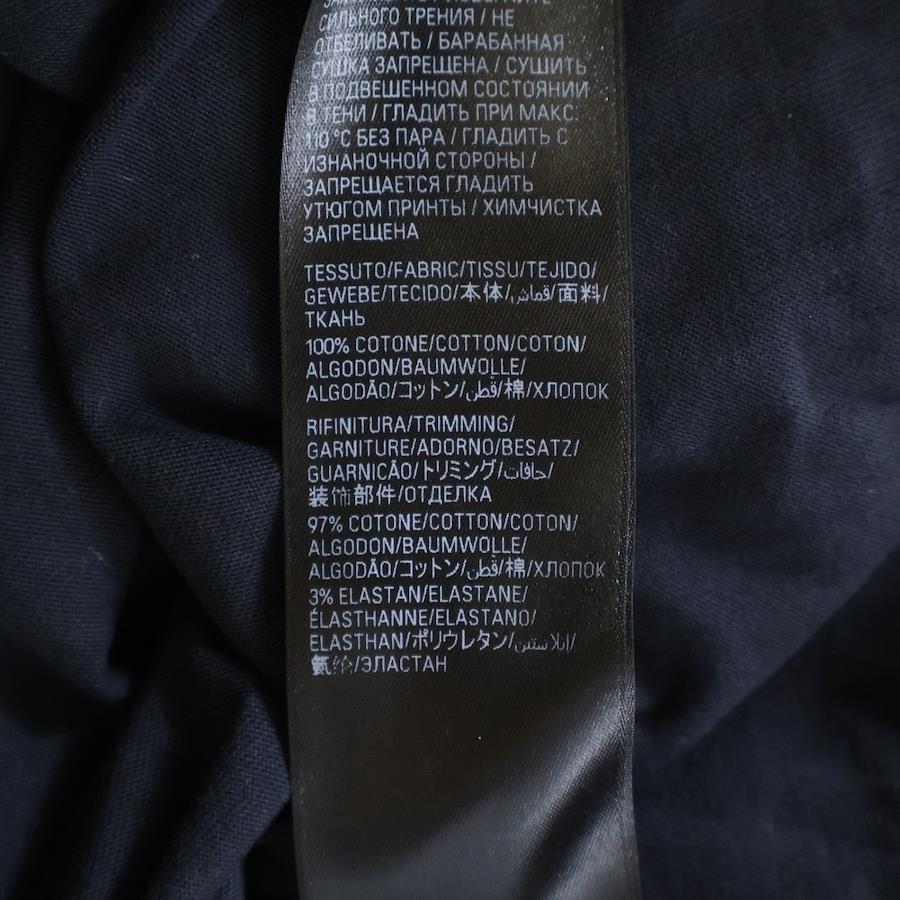 СИЛЬНОГО ТРЕНИЯ / НЕ
ОТБЕЛИВАТЬ / БАРАБАННАЯ
СУШКА ЗАПРЕЩЕНА / СУШИТЬ
В ПОДВЕШЕННОМ СОСТОЯНИИ
В ТЕНИ / ГЛАДИТЬ ПРИ МАКС.
110 °C БЕЗ ПАРА / ГЛАДИТЬ С
ИЗНАНОЧНОЙ СТОРОНЫ /
ЗАПРЕЩАЕТСЯ ГЛАДИТЬ
УТЮГОМ ПРИНТЫ / ХИМЧИСТКА
ЗАПРЕЩЕНА
TESSUTO/FABRIC/TISSU/TEJIDO/
GEWEBE/TECIDO/本体/قماش/面料/
ТКАНЬ
100% COTONE/COTTON/COTON/
ALGODON/BAUMWOLLE/
ALGODÃO/コットン/قطن/棉/ХЛОПОК
RIFINITURA/TRIMMING/
GARNITURE/ADORNO/BESATZ/
GUARNICÃO/トリミング/حافات/
装饰部件/ОТДЕЛКА
97% COTONE/COTTON/COTON/
ALGODON/BAUMWOLLE/
ALGODÃO/コットン/قطن/棉/ХЛОПОК
3% ELASTAN/ELASTANE/
ÉLASTHANNE/ELASTANO/
ELASTHAN/ポリウレタン/إيلاستين/
氨纶/ЭЛАСТАН